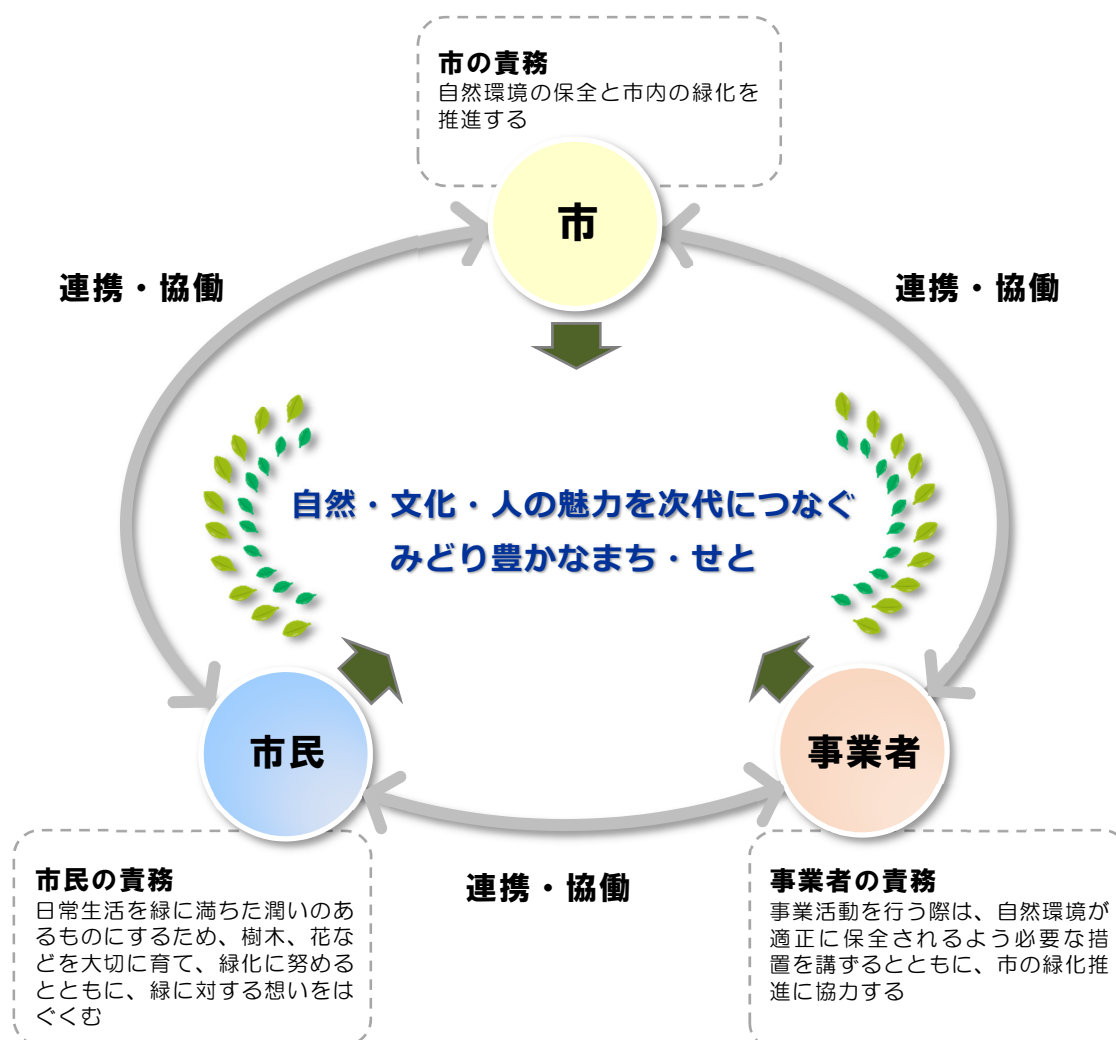 市の責務
自然環境の保全と市内の緑化を
推進する
市
連携・協働
連携・協働
自然・文化・人の魅力を次代につなぐ
みどり豊かなまち・せと
市民
事業者
連携・協働
市民の責務
日常生活を緑に満ちた潤いのあ
るものにするため、樹木、花な
どを大切に育て、緑化に努める
とともに、緑に対する想いをは
ぐくむ
事業者の責務
事業活動を行う際は、自然環境が
適正に保全されるよう必要な措
置を講ずるとともに、市の緑化推
進に協力する